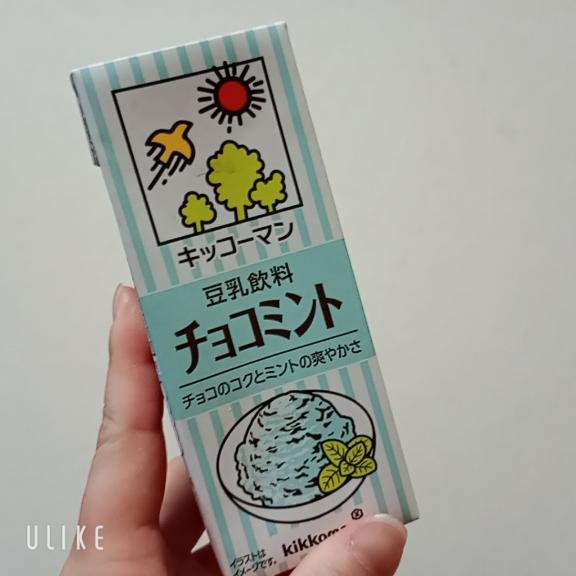 キッコーマン
豆乳飲料
チョコミント
チョコのコクとミントの爽やかさ
イラストは
イメージです。
ULIKE